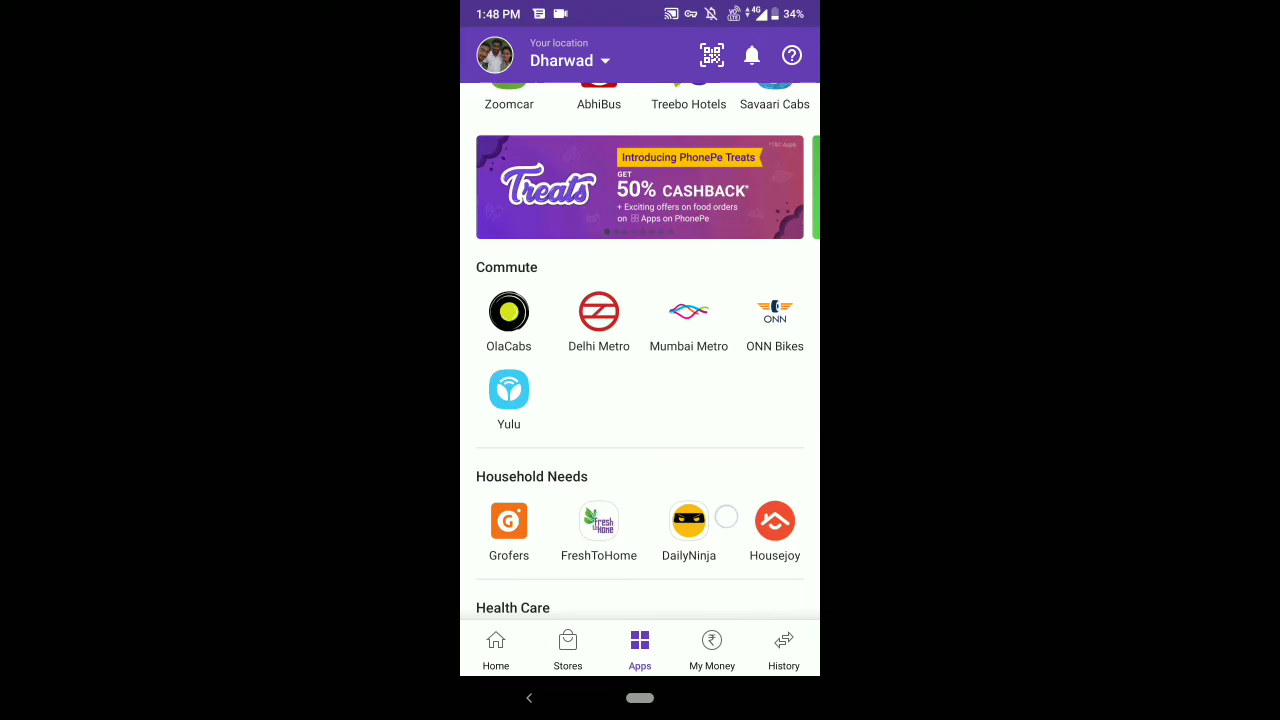 1:48 PM
4G
34%
Your location
Dharwad
Zoomcar
AbhiBus
Treebo Hotels
Savaari Cabs
*T&C Apply
Introducing PhonePe Treats
Treats
GET
50% CASHBACK*
+ Exciting offers on food orders
on Apps on PhonePe
Commute
ONN
OlaCabs
Delhi Metro
Mumbai Metro
ONN Bikes
Yulu
Household Needs
G
fresh
to Home
Grofers
FreshToHome
DailyNinja
Housejoy
Health Care
₹
Home
Stores
Apps
My Money
History